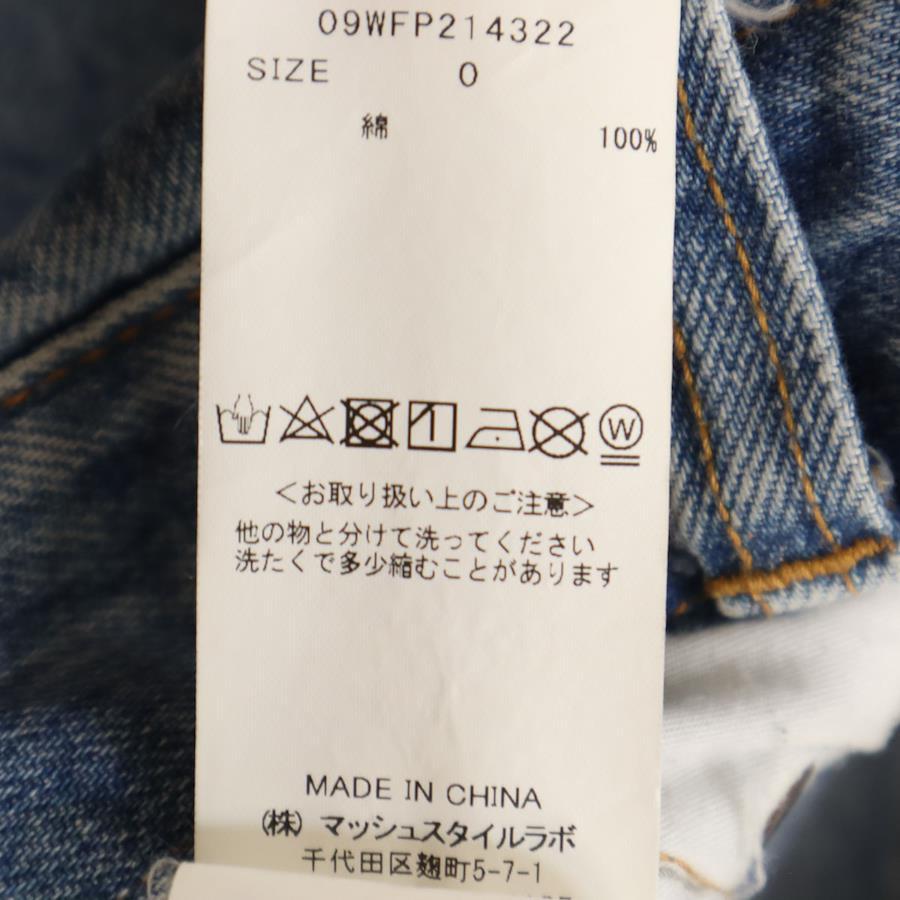 09WFP214322
SIZE 0
綿 100%
W
<お取り扱い上のご注意>
他の物と分けて洗ってください
洗たくで多少縮むことがあります
MADE IN CHINA
(株) マッシュスタイルラボ
千代田区麹町5-7-1